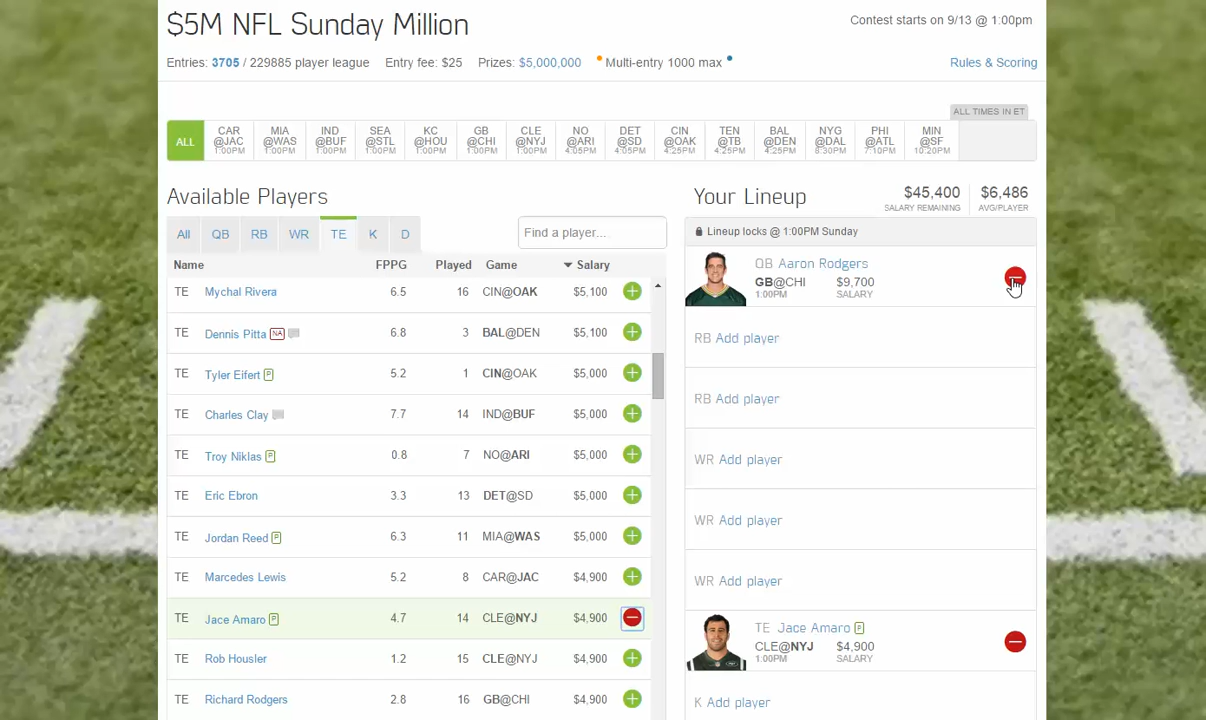 $5M NFL Sunday Million
Contest starts on 9/13 @ 1:00pm
Entries: 3705 / 229885 player league Entry fee: $25 Prizes: $5,000,000 Multi-entry 1000 max
Rules & Scoring
ALL TIMES IN ET
ALL
CAR @JAC 1:00PM
MIA @WAS 1:00PM
IND @BUF 1:00PM
SEA @STL 1:00PM
KC @HOU 1:00PM
GB @CHI 1:00PM
CLE @NYJ 1:00PM
NO @ARI 4:05PM
DET @SD 4:05PM
CIN @OAK 4:25PM
TEN @TB 4:25PM
BAL @DEN 4:25PM
NYG @DAL 8:30PM
PHI @ATL 7:10PM
MIN @SF 10:20PM
Available Players
All QB RB WR TE K D
Find a player...
Name FPPG Played Game Salary
TE Mychal Rivera 6.5 16 CIN@OAK $5,100
TE Dennis Pitta NA 6.8 3 BAL@DEN $5,100
TE Tyler Eifert P 5.2 1 CIN@OAK $5,000
TE Charles Clay 7.7 14 IND@BUF $5,000
TE Troy Niklas P 0.8 7 NO@ARI $5,000
TE Eric Ebron 3.3 13 DET@SD $5,000
TE Jordan Reed P 6.3 11 MIA@WAS $5,000
TE Marcedes Lewis 5.2 8 CAR@JAC $4,900
TE Jace Amaro P 4.7 14 CLE@NYJ $4,900
TE Rob Housler 1.2 15 CLE@NYJ $4,900
TE Richard Rodgers 2.8 16 GB@CHI $4,900
Your Lineup
$45,400 $6,486
SALARY REMAINING AVG/PLAYER
Lineup locks @ 1:00PM Sunday
QB Aaron Rodgers
GB@CHI $9,700
1:00PM SALARY
RB Add player
RB Add player
WR Add player
WR Add player
WR Add player
TE Jace Amaro P
CLE@NYJ $4,900
1:00PM SALARY
K Add player